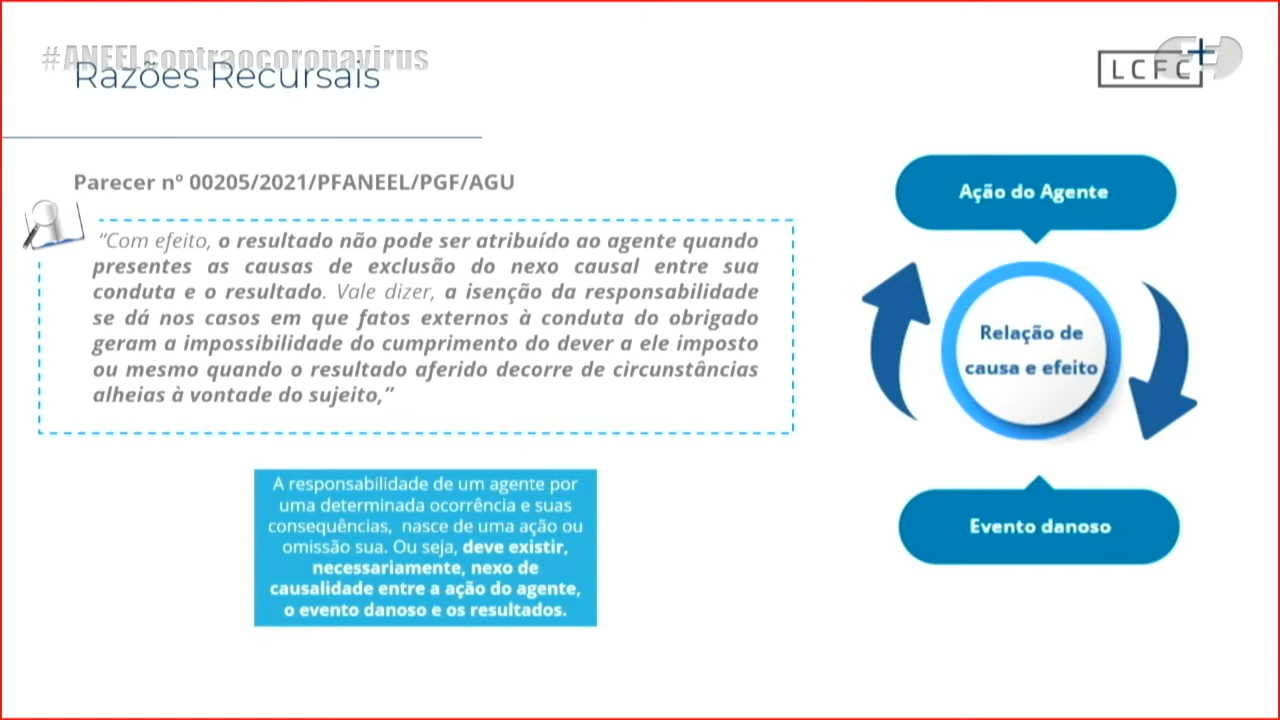 #ANEELcontraocoronavirus
Razões Recursais
LCFC
Parecer nº 00205/2021/PFANEEL/PGF/AGU
“Com efeito, o resultado não pode ser atribuído ao agente quando
presentes as causas de exclusão do nexo causal entre sua
conduta e o resultado. Vale dizer, a isenção da responsabilidade
se dá nos casos em que fatos externos à conduta do obrigado
geram a impossibilidade do cumprimento do dever a ele imposto
ou mesmo quando o resultado aferido decorre de circunstâncias
alheias à vontade do sujeito,”
A responsabilidade de um agente por
uma determinada ocorrência e suas
consequências, nasce de uma ação ou
omissão sua. Ou seja, deve existir,
necessariamente, nexo de
causalidade entre a ação do agente,
o evento danoso e os resultados.
Ação do Agente
Relação de
causa e efeito
Evento danoso